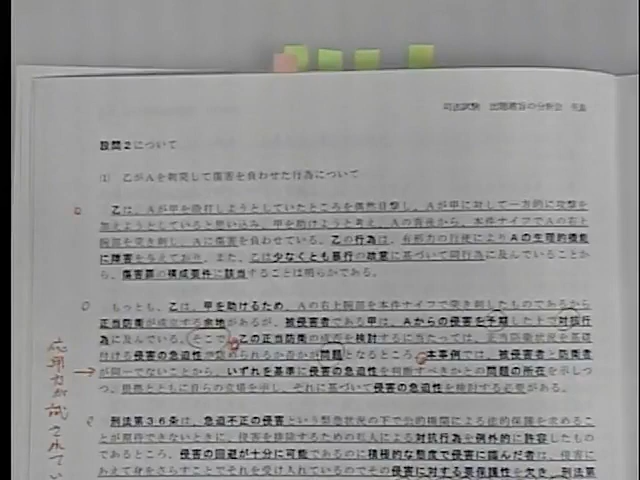 司法試験 出題趣旨の分析会
設問2について
(1) 乙がAを刺突して傷害を負わせた行為について
乙は、Aが甲を殴打しようとしていたところを偶然目撃し、Aが甲に対して一方的に攻撃を
加えようとしていると思い込み、甲を助けようと考え、Aの背後から、本件ナイフでAの右上
腕部を突き刺し、Aに傷害を負わせている。乙の行為は、有形力の行使によりAの生理的機能
に障害を与えており、また、乙は少なくとも暴行の故意に基づいて同行為に及んでいることか
ら、傷害罪の構成要件に該当することは明らかである。
もっとも、乙は、甲を助けるため、Aの右上腕部を本件ナイフで突き刺したものであるから
正当防衛が成立する余地があるが、被侵害者である甲は、Aからの侵害を予期した上で対抗行
為に及んでいる。そこで、乙の正当防衛の成否を検討するに当たっては、正当防衛状況を基礎
付ける侵害の急迫性が認められるか否かが問題となるところ、本事例では、被侵害者と防衛者
が同一でないことから、いずれを基準に侵害の急迫性を判断すべきかとの問題の所在を示しつ
つ、根拠とともに自らの立場を示し、それに基づいて侵害の急迫性を検討する必要がある。
刑法第36条は、急迫不正の侵害という緊急状況の下で公的機関による法的保護を求めるこ
とが期待できないときに、侵害を排除するための私人による対抗行為を例外的に許容したもの
であるところ、侵害の回避が十分に可能であるのに積極的な態度で侵害に臨んだ者は、侵害に
あえて身をさらすことでそれを受け入れているのでその侵害に対する要保護性を欠き、刑法第
応用力が試されてい